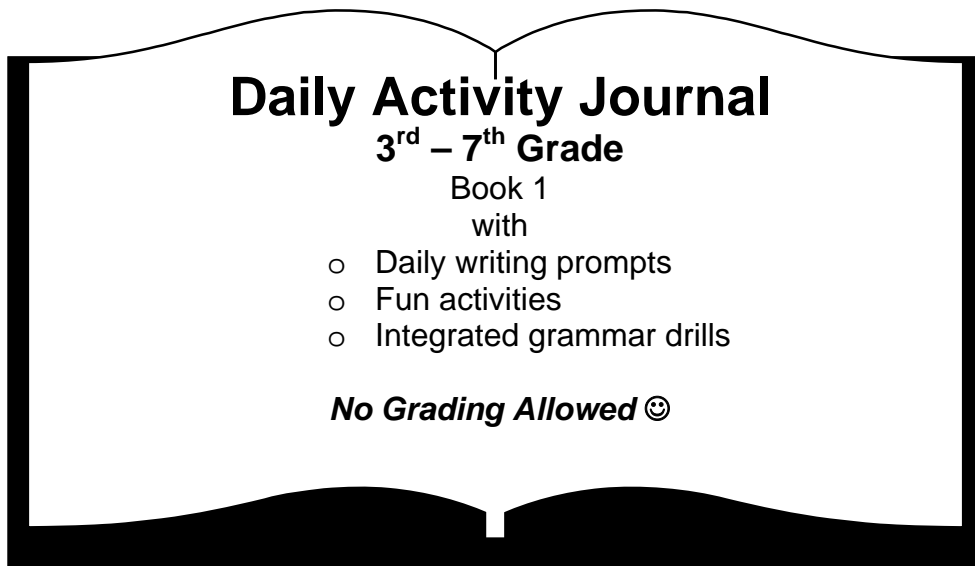 Daily Activity Journal
3rd – 7th Grade
Book 1
with
o Daily writing prompts
o Fun activities
o Integrated grammar drills
No Grading Allowed ☺